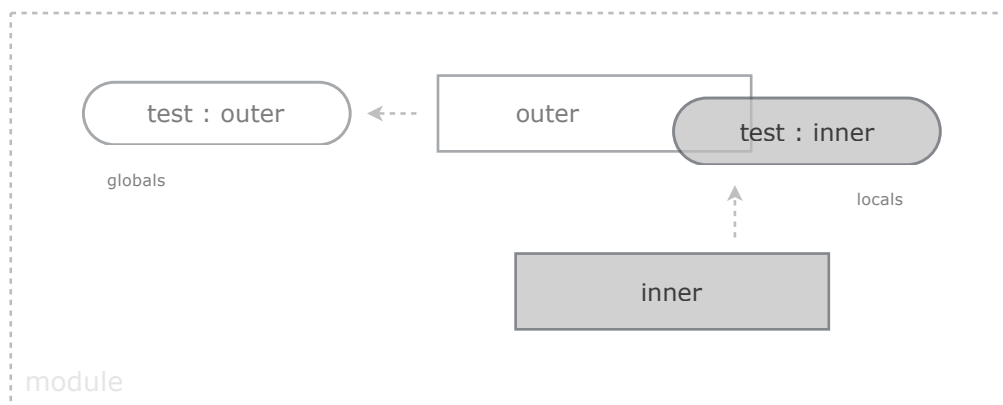 test : outer
outer
test : inner
globals
locals
inner
module